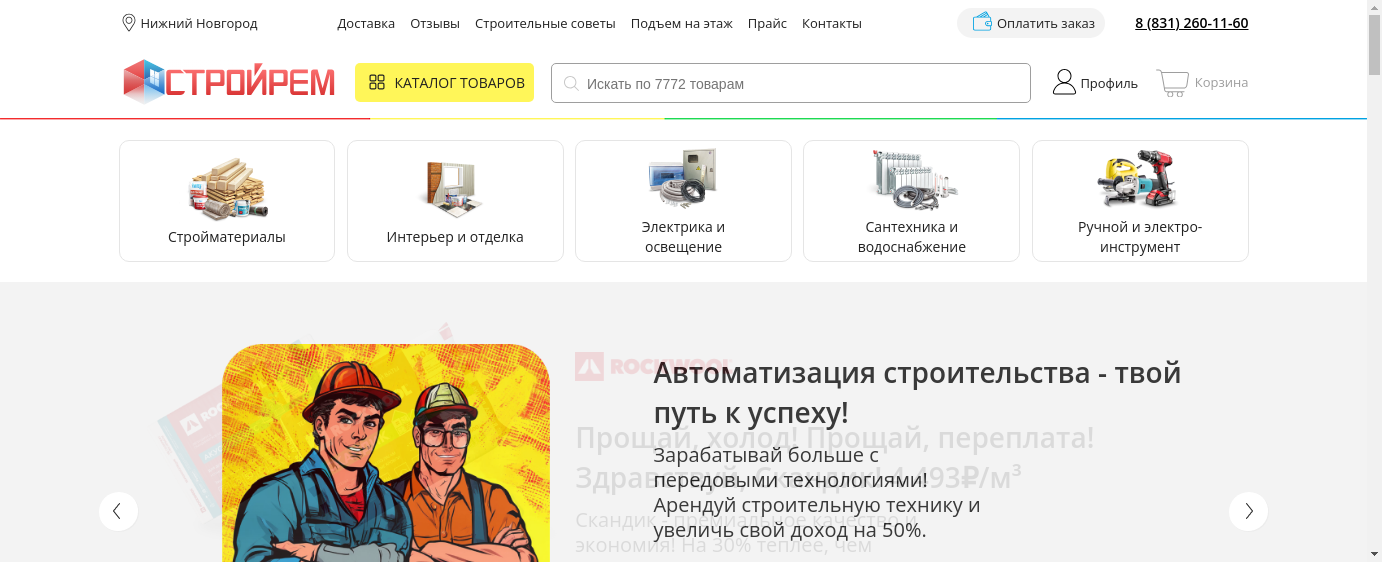 Нижний Новгород
Доставка Отзывы Строительные советы Подъем на этаж Прайс Контакты
Оплатить заказ
8 (831) 260-11-60
СТРОЙРЕМ
КАТАЛОГ ТОВАРОВ
Искать по 7772 товарам
Профиль
Корзина
Стройматериалы
Интерьер и отделка
Электрика и
освещение
Сантехника и
водоснабжение
Ручной и электро-
инструмент
ROCKWOOL
Автоматизация строительства - твой
путь к успеху!
Прощай, холод! Прощай, переплата!
Здравствуй, Скандик! 4 493₽/м³
Зарабатывай больше с
передовыми технологиями!
Арендуй строительную технику и
увеличь свой доход на 50%.
Скандик - премиальное качество и
экономия! На 30% теплее, чем
ROCKWOOL